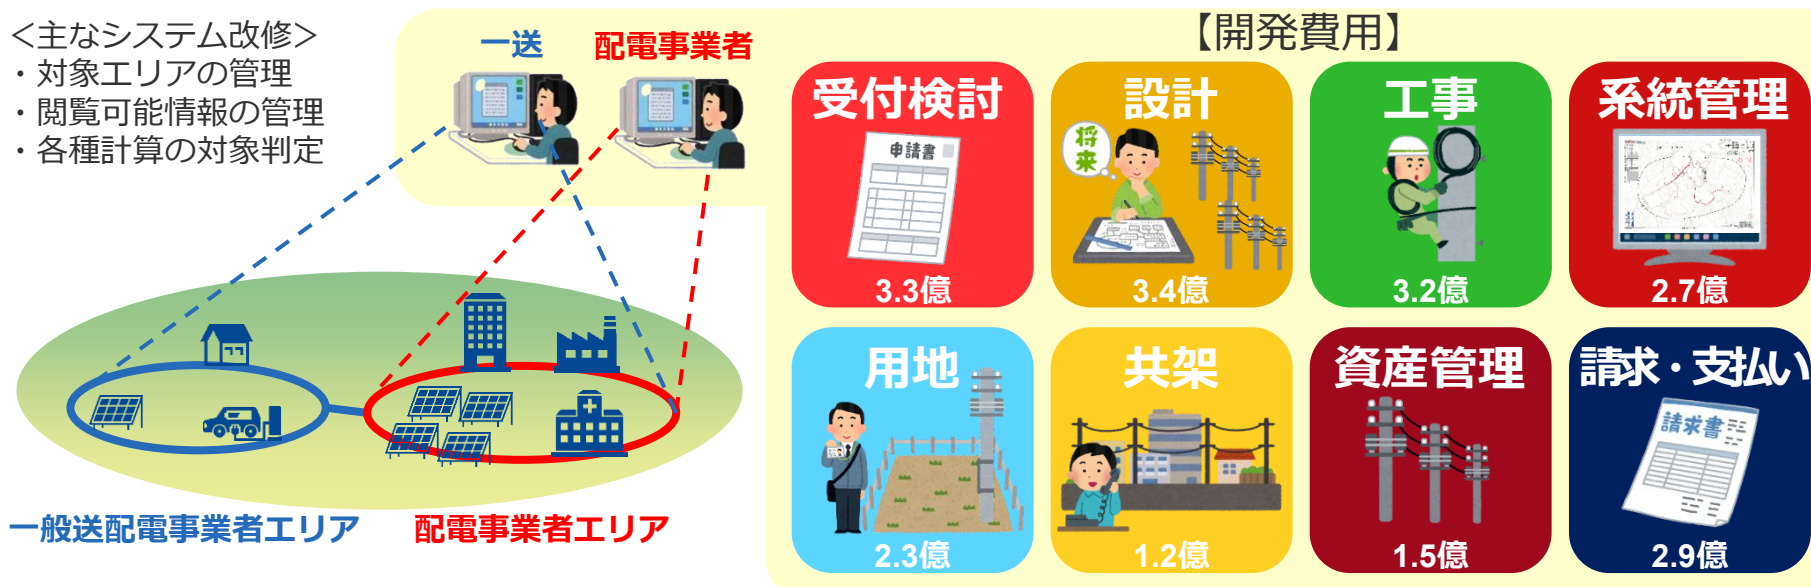 ＜主なシステム改修＞
・対象エリアの管理
・閲覧可能情報の管理
・各種計算の対象判定
一送
配電事業者
一般送配電事業者エリア
配電事業者エリア
【開発費用】
受付検討
申請書
3.3億
設計
将来
3.4億
工事
3.2億
系統管理
2.7億
用地
2.3億
共架
1.2億
資産管理
1.5億
請求・支払い
請求書
2.9億